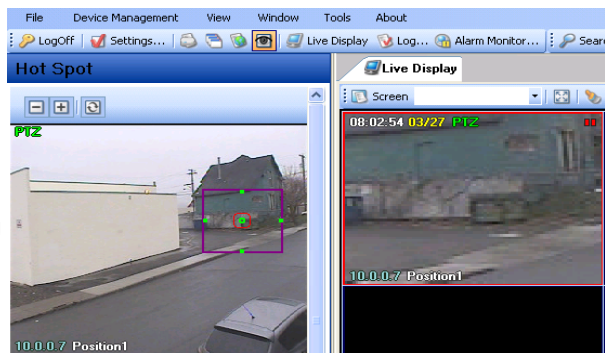 File Device Management View Window Tools About
LogOff Settings... Live Display Log... Alarm Monitor... Sear
Hot Spot
Live Display
Screen
PTZ
08:02:54 03/27 PTZ
10.0.0.7 Position1
10.0.0.7 Position1